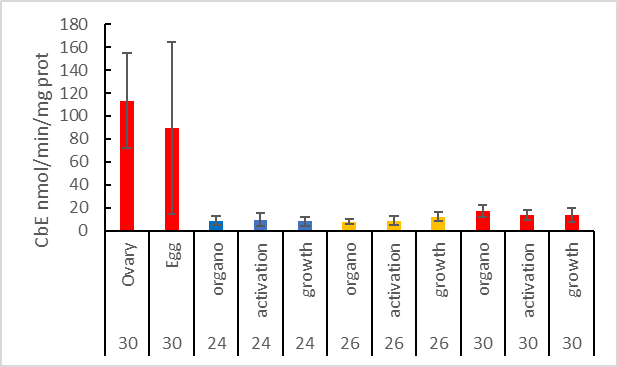 CbE nmol/min/mg prot
180
160
140
120
100
80
60
40
20
0
Ovary
Egg
organo
activation
growth
organo
activation
growth
organo
activation
growth
30 30 24 24 24 26 26 26 30 30 30